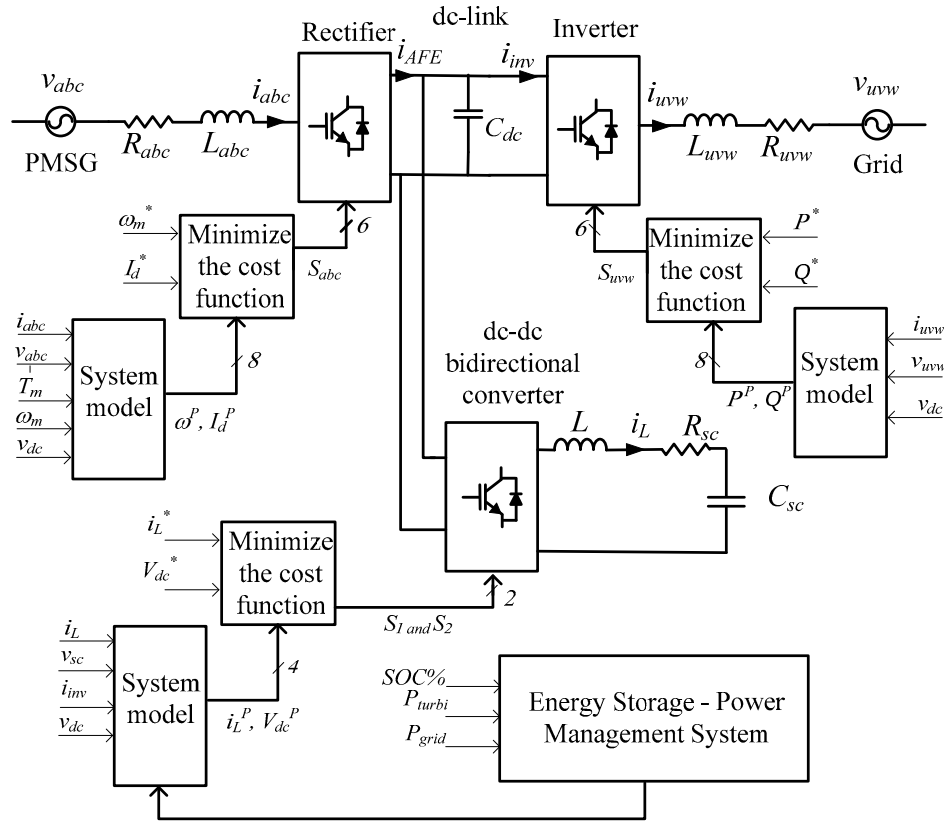 dc-link
Rectifier
Inverter
v_abc
i_abc
i_AFE
i_inv
i_uvw
v_uvw
R_abc
L_abc
C_dc
L_uvw
R_uvw
PMSG
Grid
ω_m*
I_d*
Minimize
the cost
function
6
S_abc
6
S_uvw
Minimize
the cost
function
P*
Q*
i_abc
v_abc
T_m
ω_m
v_dc
System
model
8
ω^P, I_d^P
dc-dc
bidirectional
converter
8
P^P, Q^P
System
model
i_uvw
v_uvw
v_dc
L
i_L
R_sc
C_sc
i_L*
V_dc*
Minimize
the cost
function
2
S_1 and S_2
i_L
v_sc
i_inv
v_dc
System
model
4
i_L^P, V_dc^P
SOC%
P_turbi
P_grid
Energy Storage - Power
Management System